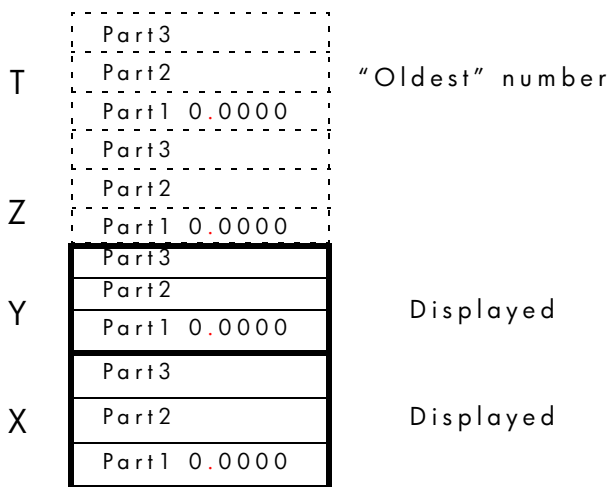 Part3
T Part2 “Oldest” number
Part1 0.0000
Part3
Part2
Z
Part1 0.0000
Part3
Part2
Y Part1 0.0000 Displayed
Part3
X Part2 Displayed
Part1 0.0000